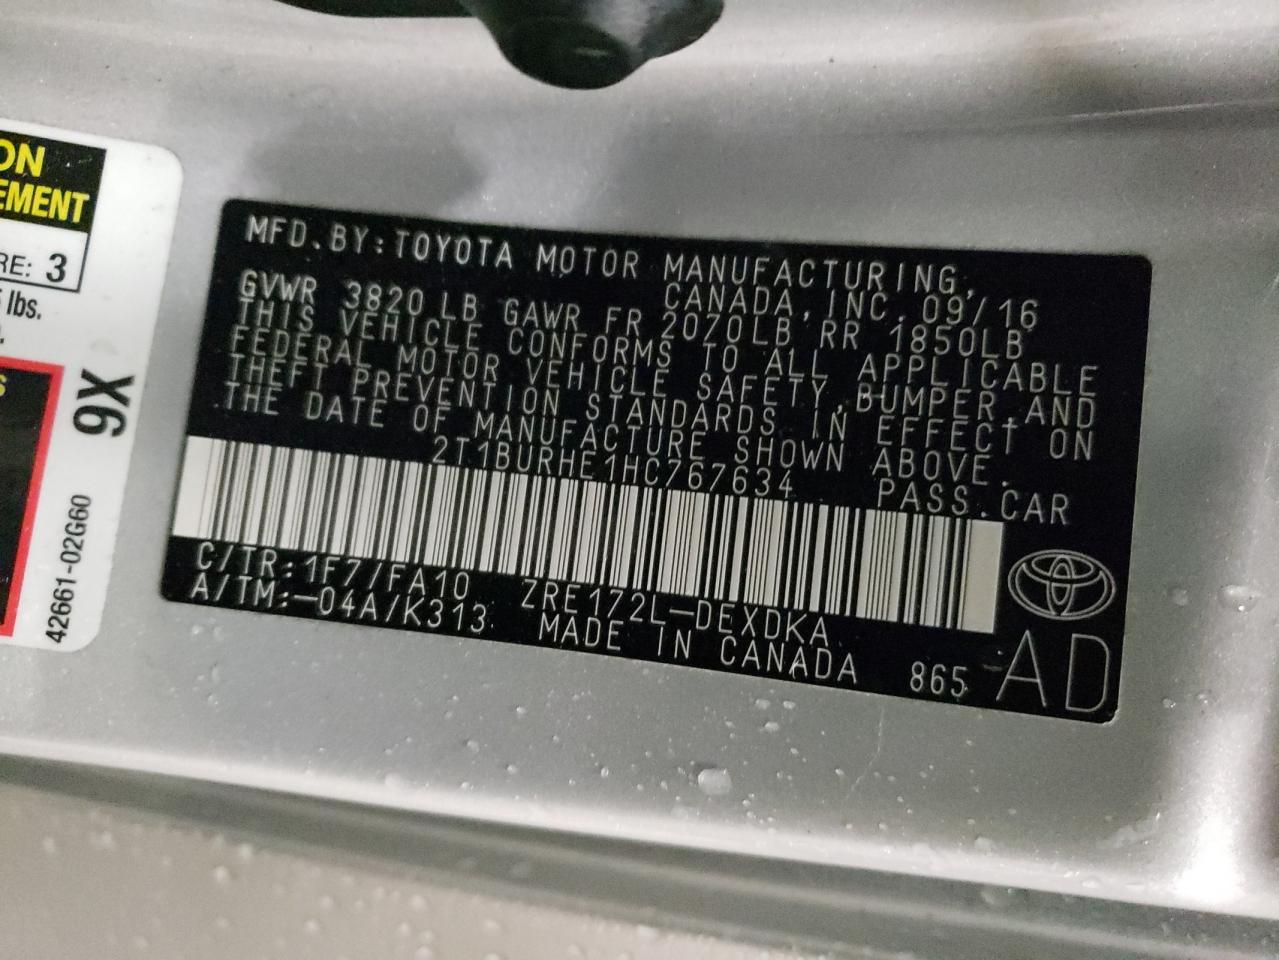 ON
EMENT
RE: 3
lbs.
S
9X
42661-02G60
MFD.BY:TOYOTA MOTOR MANUFACTURING,
CANADA,INC.09/16
GVWR 3820LB GAWR FR 2070LB RR 1850LB
THIS VEHICLE CONFORMS TO ALL APPLICABLE
FEDERAL MOTOR VEHICLE SAFETY,BUMPER,AND
THEFT PREVENTION STANDARDS IN EFFECT ON
THE DATE OF MANUFACTURE SHOWN ABOVE.
2T1BURHE1HC767634 PASS.CAR
C/TR:1F7/FA10 ZRE172L-DEXDKA
A/TM:-04A/K313 MADE IN CANADA 865 AD